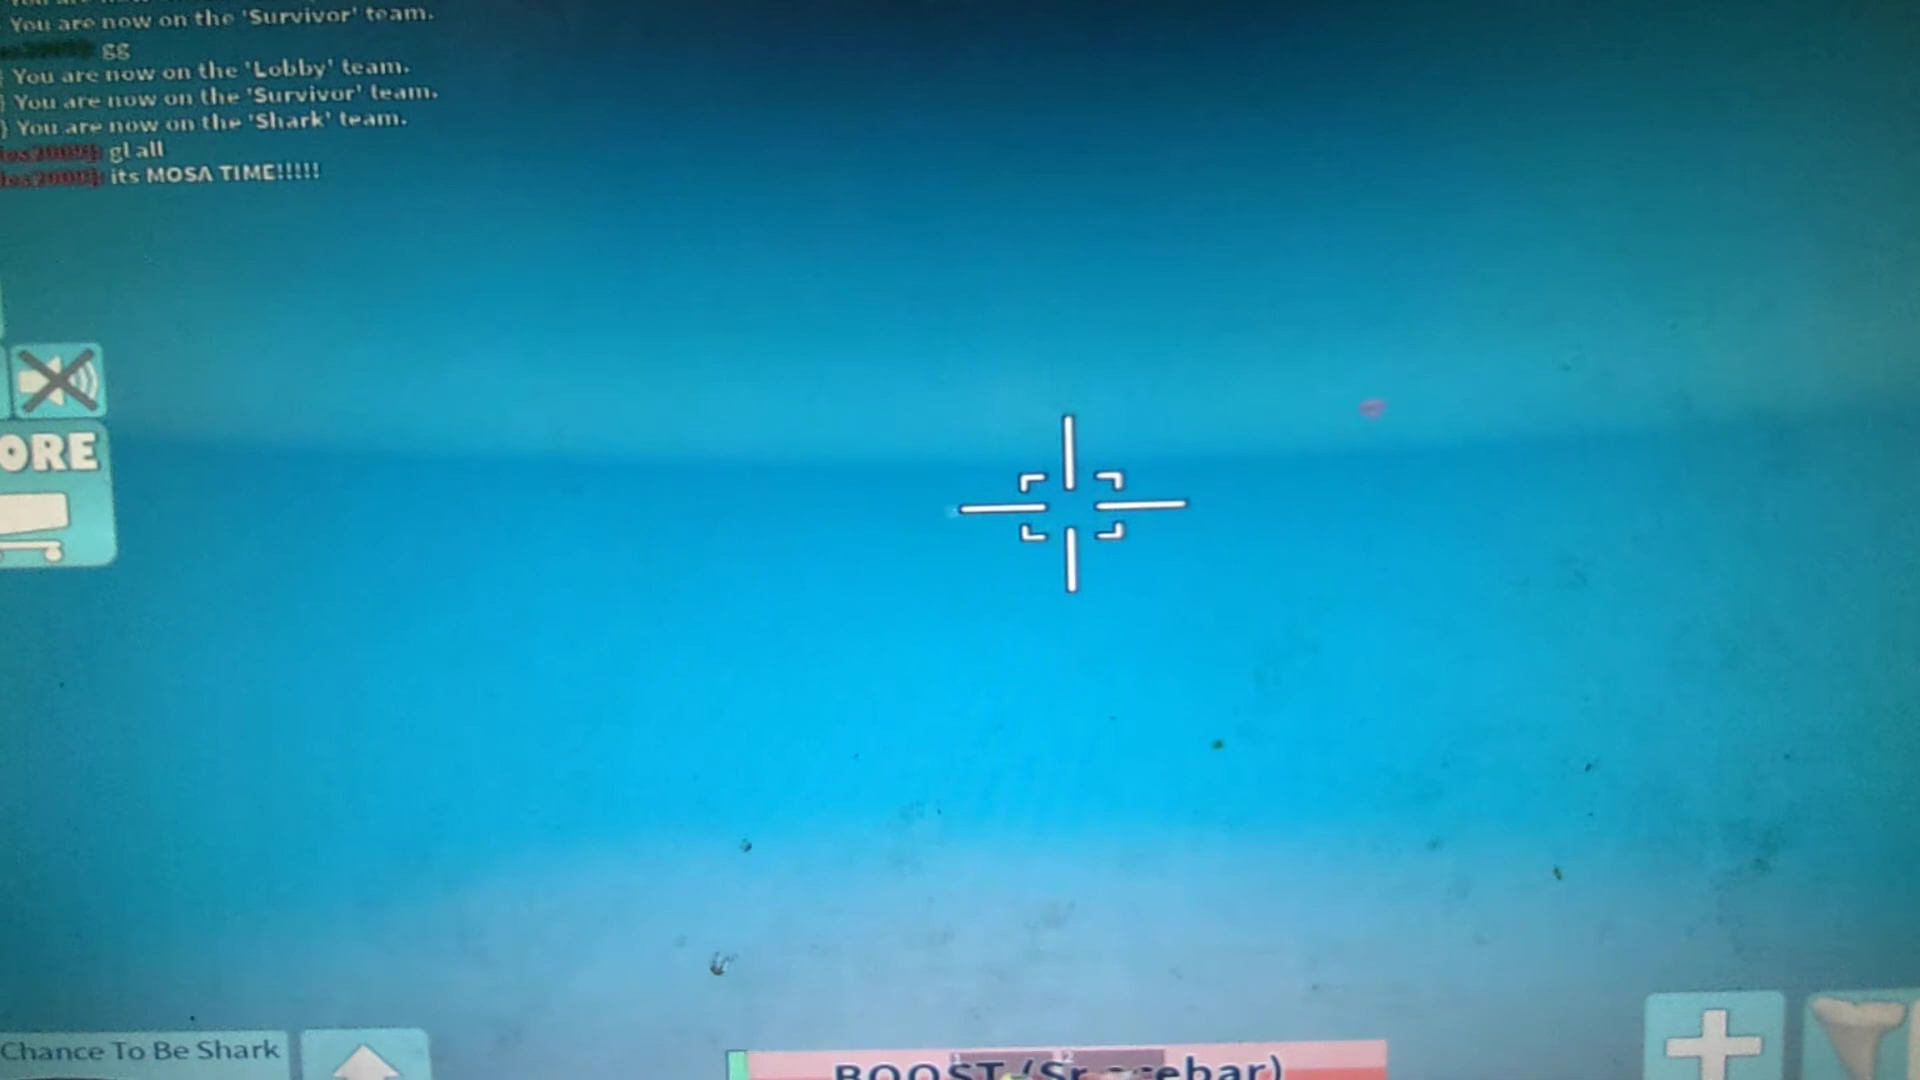 You are now on the 'Survivor' team.
gg
You are now on the 'Lobby' team.
You are now on the 'Survivor' team.
} You are now on the 'Shark' team.
gl all
its MOSA TIME!!!!!
ORE
Chance To Be Shark
BOOST